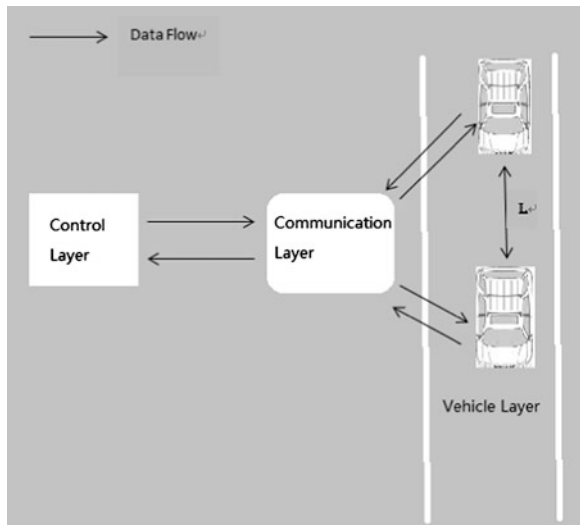 Data Flow↵
Control
Layer
Communication
Layer
L↵
Vehicle Layer